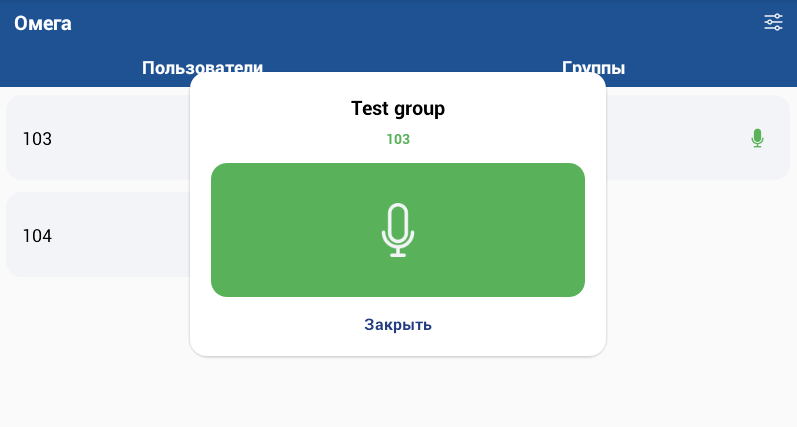 Омега
Пользователи
Группы
Test group
103
103
104
Закрыть